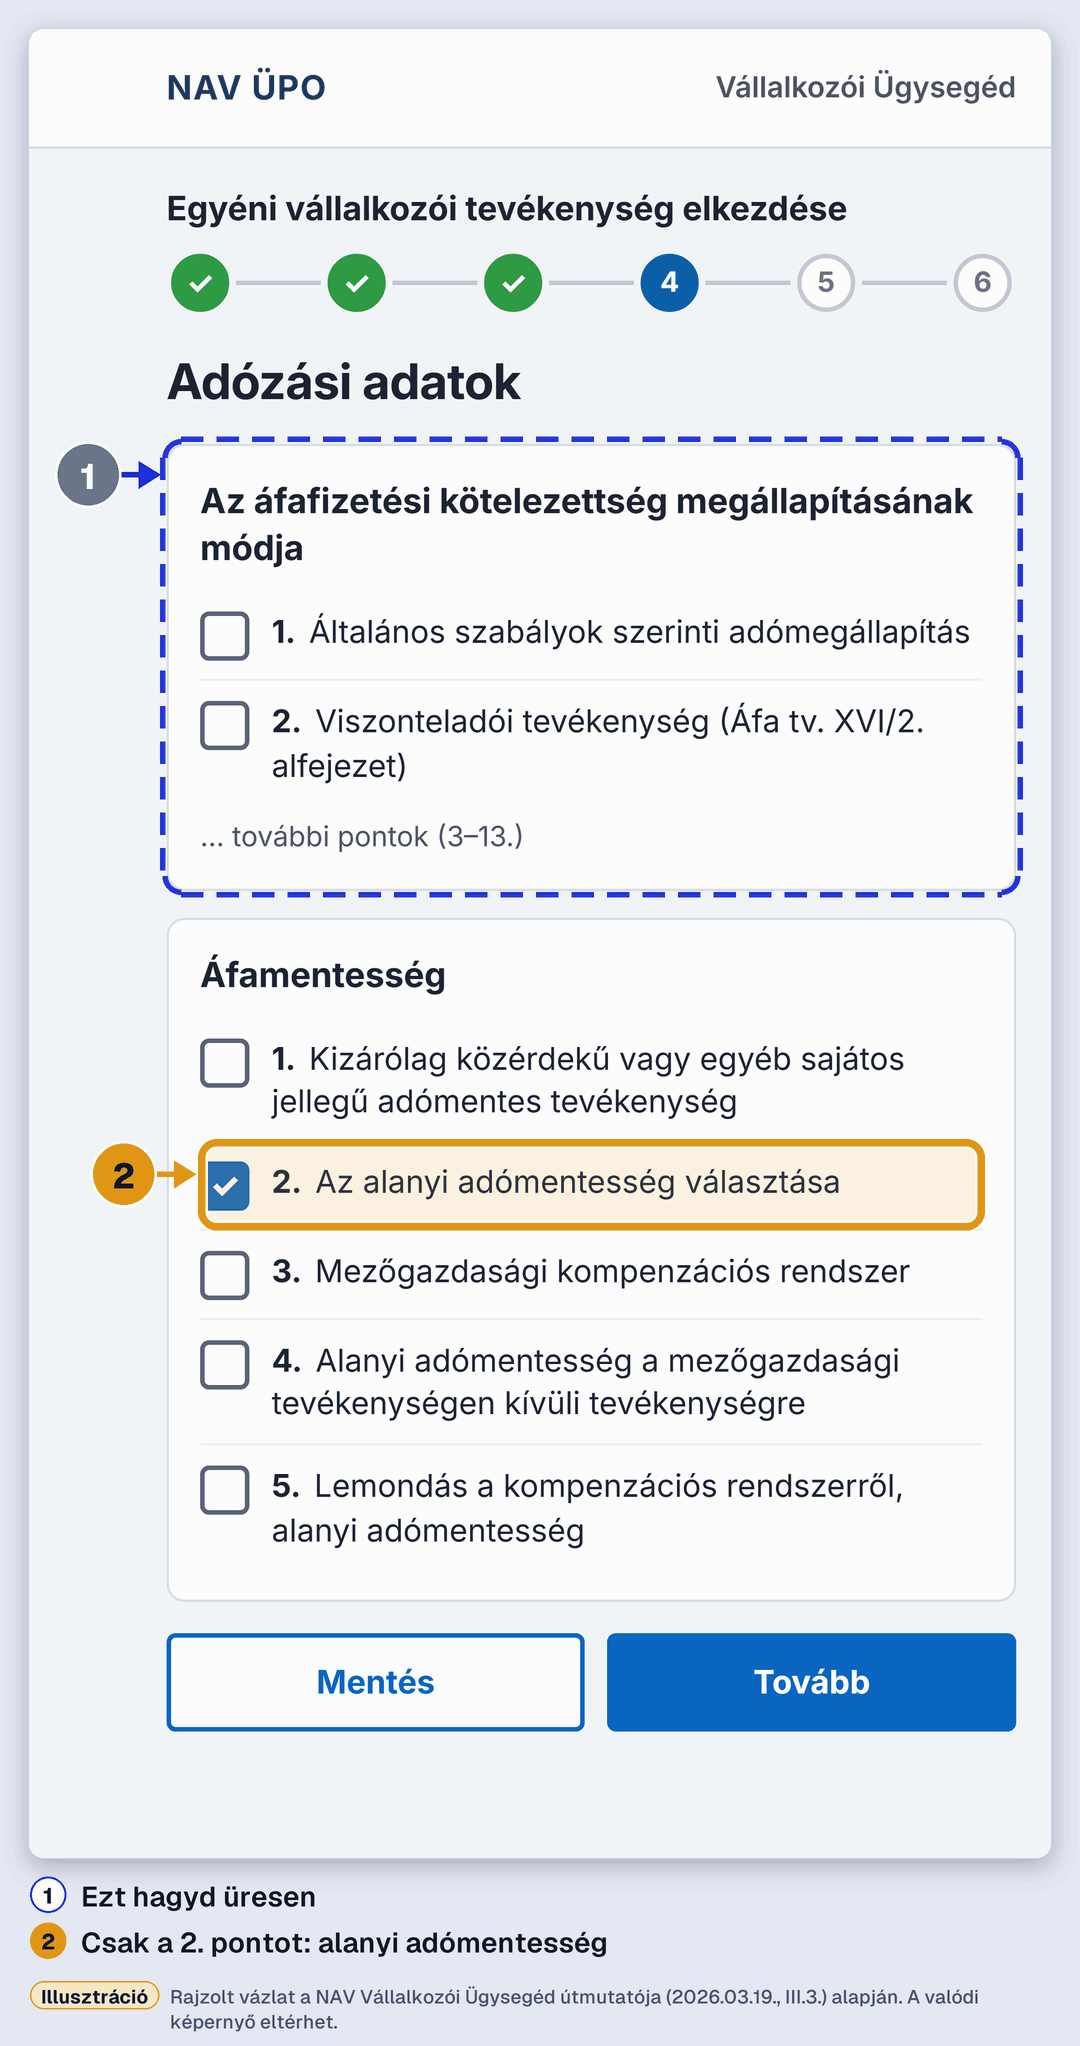 NAV ÜPO
Vállalkozói Ügysegéd
Egyéni vállalkozói tevékenység elkezdése
4
5
6
Adózási adatok
1
Az áfafizetési kötelezettség megállapításának
módja
1. Általános szabályok szerinti adómegállapítás
2. Viszonteladói tevékenység (Áfa tv. XVI/2.
alfejezet)
... további pontok (3–13.)
Áfamentesség
1. Kizárólag közérdekű vagy egyéb sajátos
jellegű adómentes tevékenység
2
2. Az alanyi adómentesség választása
3. Mezőgazdasági kompenzációs rendszer
4. Alanyi adómentesség a mezőgazdasági
tevékenységen kívüli tevékenységre
5. Lemondás a kompenzációs rendszerről,
alanyi adómentesség
Mentés
Tovább
1 Ezt hagyd üresen
2 Csak a 2. pontot: alanyi adómentesség
Illusztráció Rajzolt vázlat a NAV Vállalkozói Ügysegéd útmutatója (2026.03.19., III.3.) alapján. A valódi
képernyő eltérhet.